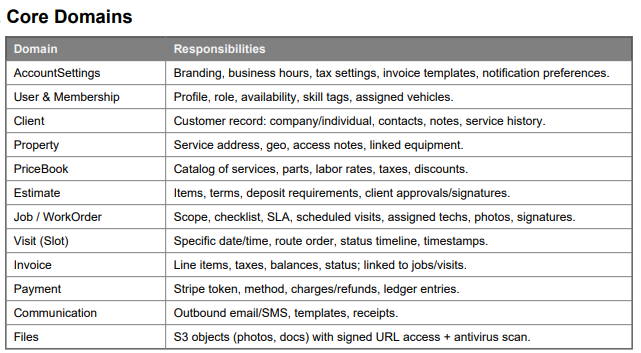 Core Domains
Domain Responsibilities
AccountSettings Branding, business hours, tax settings, invoice templates, notification preferences.
User & Membership Profile, role, availability, skill tags, assigned vehicles.
Client Customer record: company/individual, contacts, notes, service history.
Property Service address, geo, access notes, linked equipment.
PriceBook Catalog of services, parts, labor rates, taxes, discounts.
Estimate Items, terms, deposit requirements, client approvals/signatures.
Job / WorkOrder Scope, checklist, SLA, scheduled visits, assigned techs, photos, signatures.
Visit (Slot) Specific date/time, route order, status timeline, timestamps.
Invoice Line items, taxes, balances, status; linked to jobs/visits.
Payment Stripe token, method, charges/refunds, ledger entries.
Communication Outbound email/SMS, templates, receipts.
Files S3 objects (photos, docs) with signed URL access + antivirus scan.